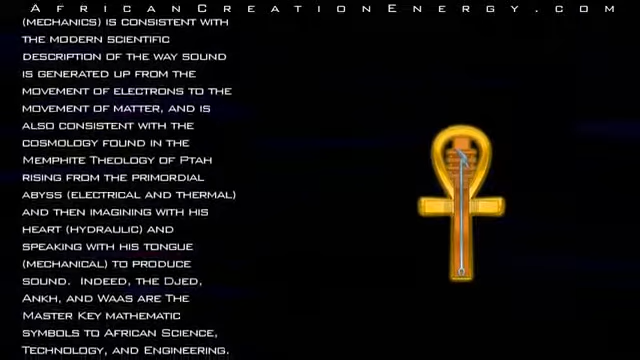 AfricanCreationEnergy.com
(mechanics) is consistent with
the modern scientific
description of the way sound
is generated up from the
movement of electrons to the
movement of matter, and is
also consistent with the
cosmology found in the
Memphite Theology of Ptah
rising from the primordial
abyss (electrical and thermal)
and then imagining with his
heart (hydraulic) and
speaking with his tongue
(mechanical) to produce
sound. Indeed, the Djed,
Ankh, and Waas are The
Master Key mathematic
symbols to African Science,
Technology, and Engineering.